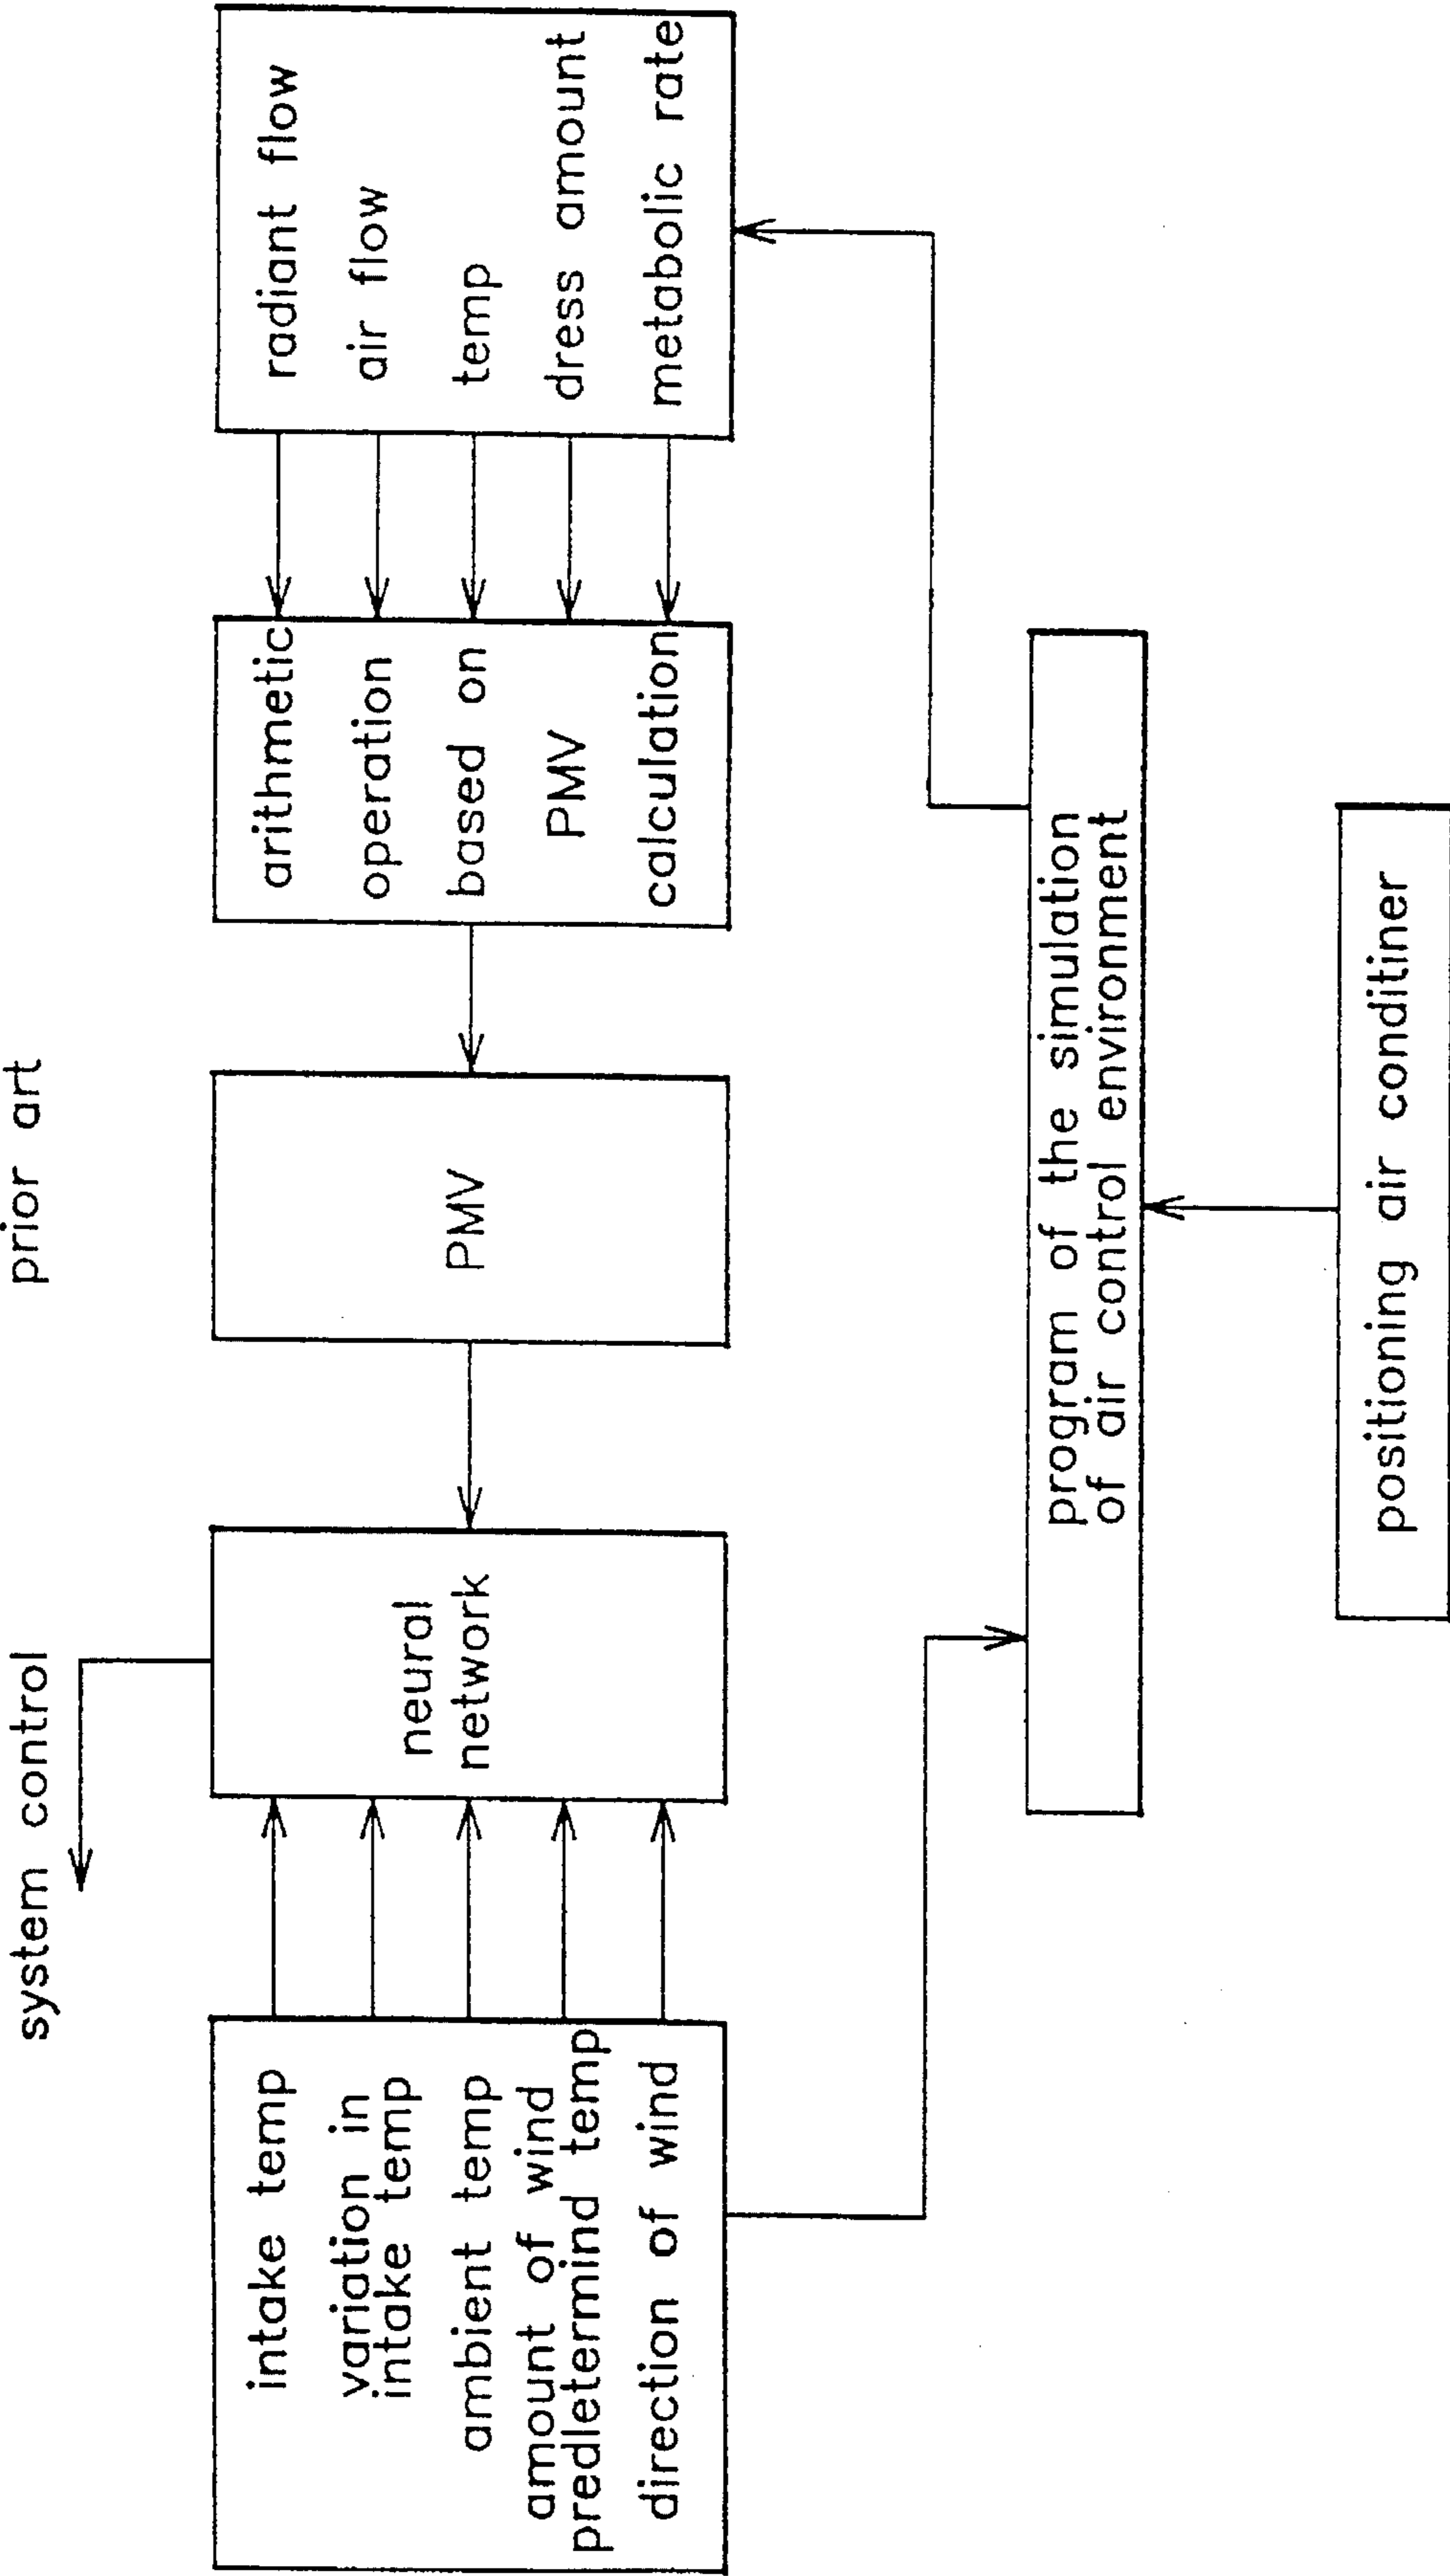 prior art
system control
intake temp
variation in
intake temp
ambient temp
amount of wind
predletermind temp
direction of wind
neural
network
PMV
arithmetic
operation
based on
PMV
calculation
radiant flow
air flow
temp
dress amount
metabolic rate
program of the simulation
of air control environment
positioning air conditiner